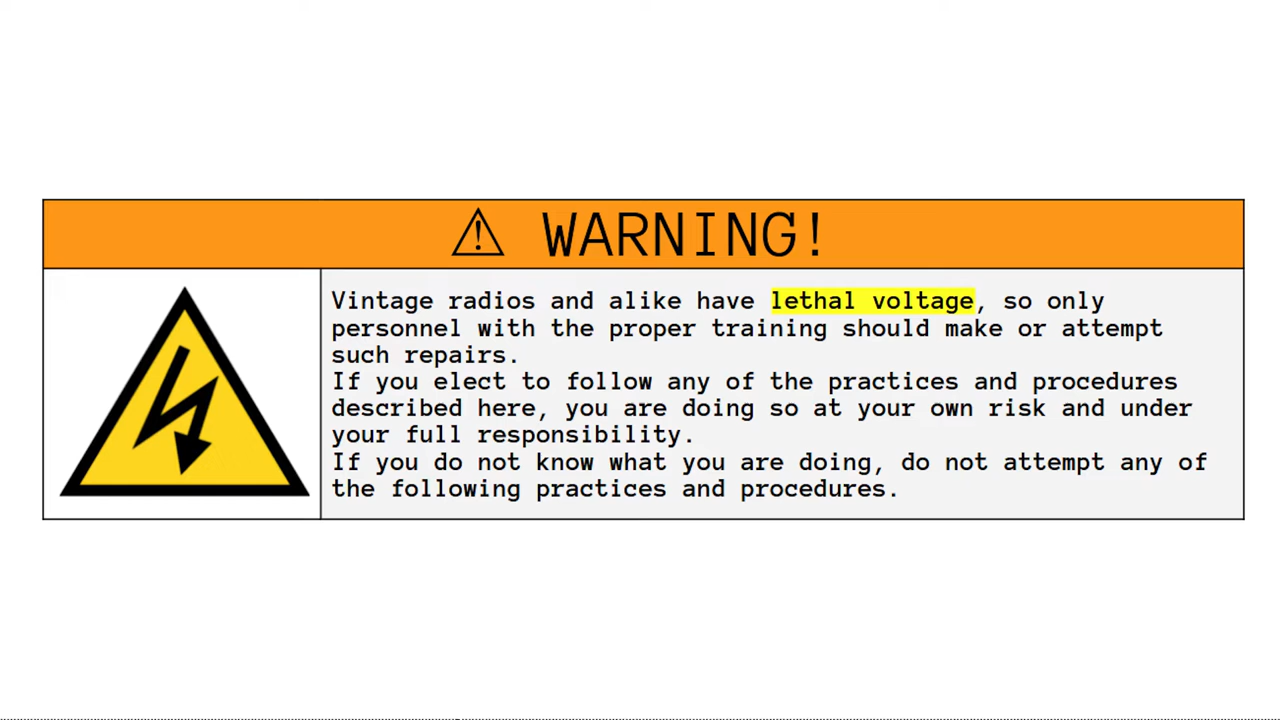 ⚠ WARNING!
Vintage radios and alike have lethal voltage, so only
personnel with the proper training should make or attempt
such repairs.
If you elect to follow any of the practices and procedures
described here, you are doing so at your own risk and under
your full responsibility.
If you do not know what you are doing, do not attempt any of
the following practices and procedures.